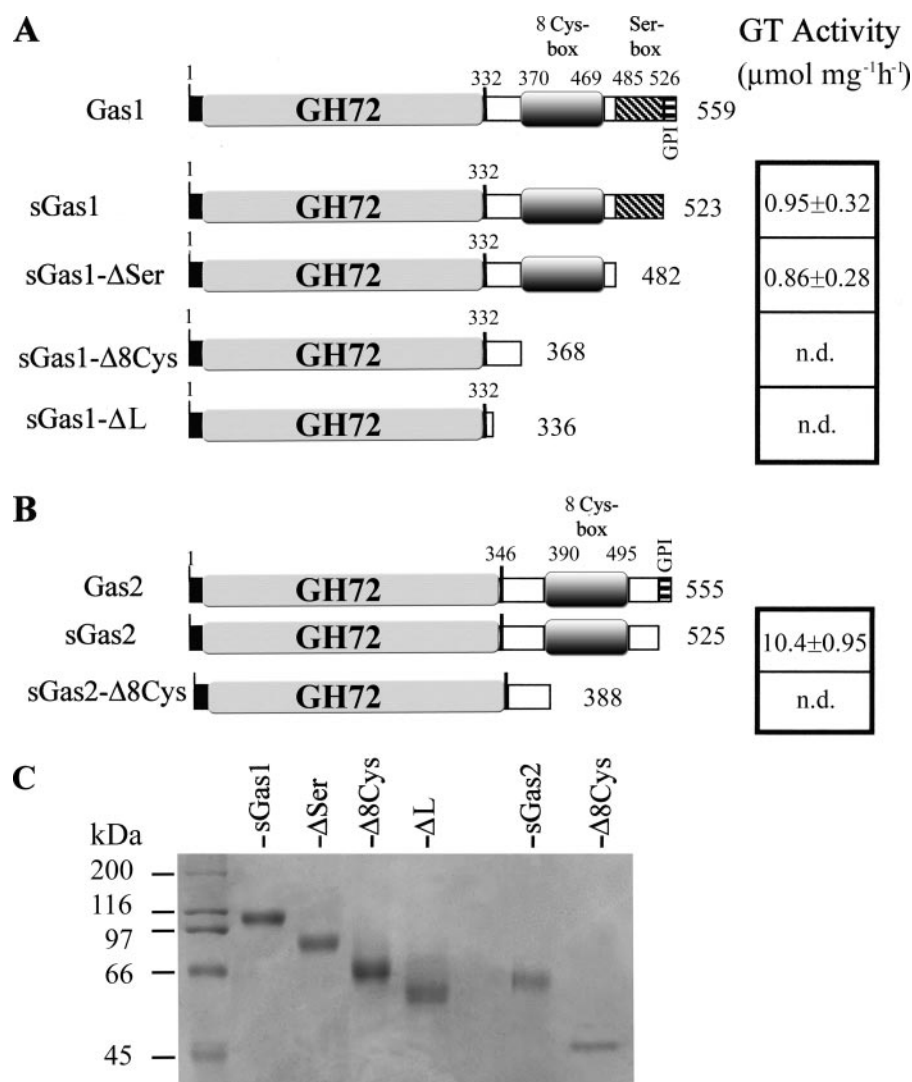 A
8 Cys-box
Ser-box
GT Activity
(µmol mg⁻¹h⁻¹)
1
332
370
469
485
526
Gas1
GH72
GPI
559
1
332
sGas1
GH72
523
0.95±0.32
1
332
sGas1-ΔSer
GH72
482
0.86±0.28
1
332
sGas1-Δ8Cys
GH72
368
n.d.
1
332
sGas1-ΔL
GH72
336
n.d.
B
8 Cys-box
1
346
390
495
GPI
Gas2
GH72
555
sGas2
GH72
525
10.4±0.95
sGas2-Δ8Cys
GH72
388
n.d.
C
kDa
-sGas1
-ΔSer
-Δ8Cys
-ΔL
-sGas2
-Δ8Cys
200
116
97
66
45